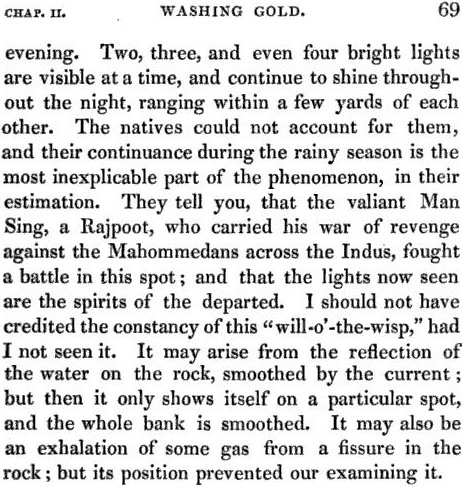 CHAP. II. WASHING GOLD. 69
evening. Two, three, and even four bright lights
are visible at a time, and continue to shine through-
out the night, ranging within a few yards of each
other. The natives could not account for them,
and their continuance during the rainy season is the
most inexplicable part of the phenomenon, in their
estimation. They tell you, that the valiant Man
Sing, a Rajpoot, who carried his war of revenge
against the Mahommedans across the Indus, fought
a battle in this spot; and that the lights now seen
are the spirits of the departed. I should not have
credited the constancy of this "will-o'-the-wisp," had
I not seen it. It may arise from the reflection of
the water on the rock, smoothed by the current;
but then it only shows itself on a particular spot,
and the whole bank is smoothed. It may also be
an exhalation of some gas from a fissure in the
rock; but its position prevented our examining it.